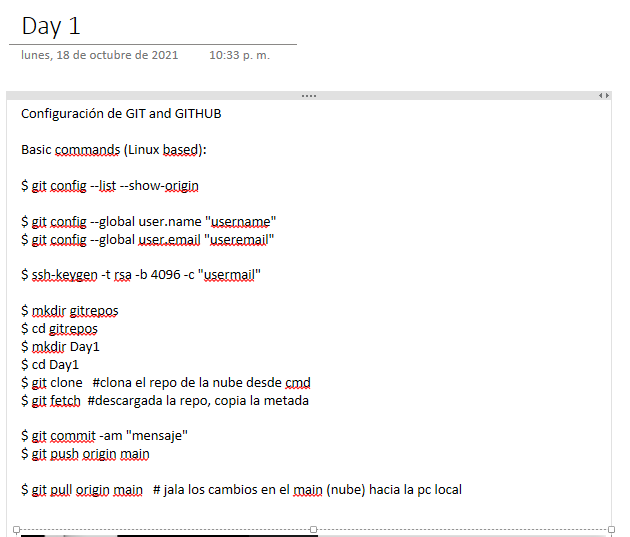 Day 1
lunes, 18 de octubre de 2021 10:33 p. m.
Configuración de GIT and GITHUB
Basic commands (Linux based):
$ git config --list --show-origin
$ git config --global user.name "username"
$ git config --global user.email "useremail"
$ ssh-keygen -t rsa -b 4096 -c "usermail"
$ mkdir gitrepos
$ cd gitrepos
$ mkdir Day1
$ cd Day1
$ git clone #clona el repo de la nube desde cmd
$ git fetch #descargada la repo, copia la metada
$ git commit -am "mensaje"
$ git push origin main
$ git pull origin main # jala los cambios en el main (nube) hacia la pc local